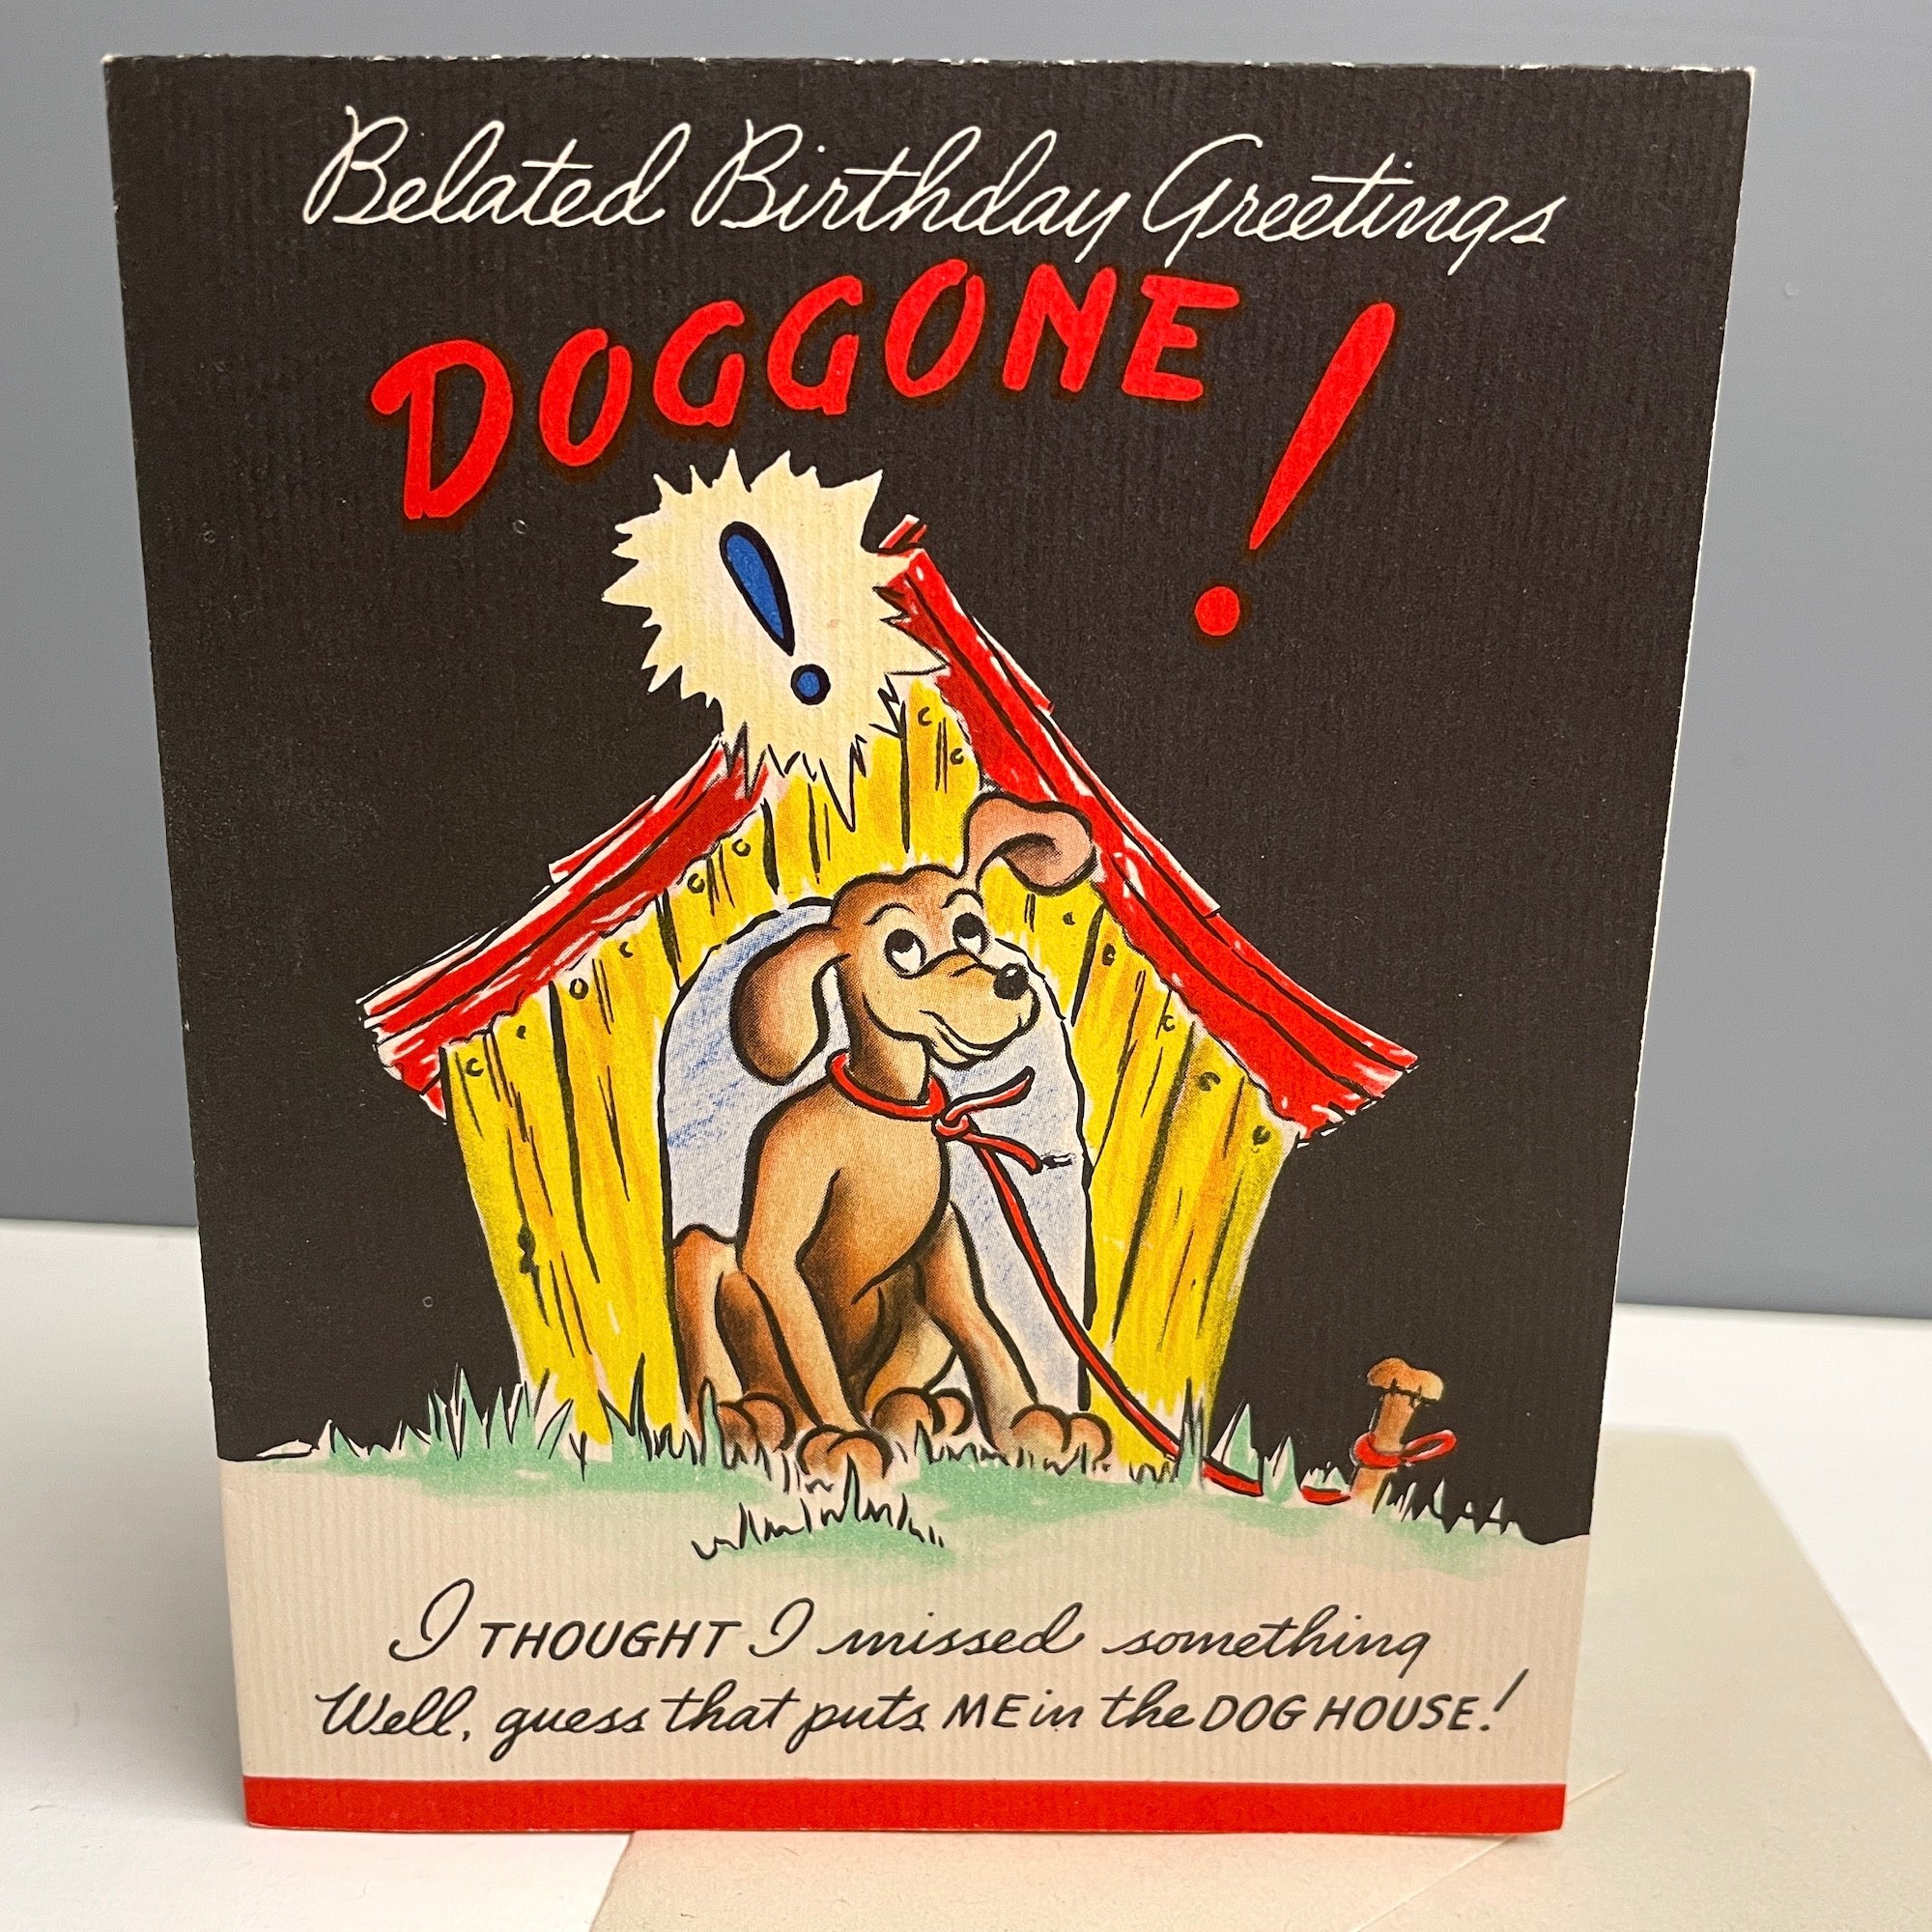 Belated Birthday Greetings
DOGGONE!
!
I THOUGHT I missed something
Well, guess that puts ME in the DOG HOUSE!